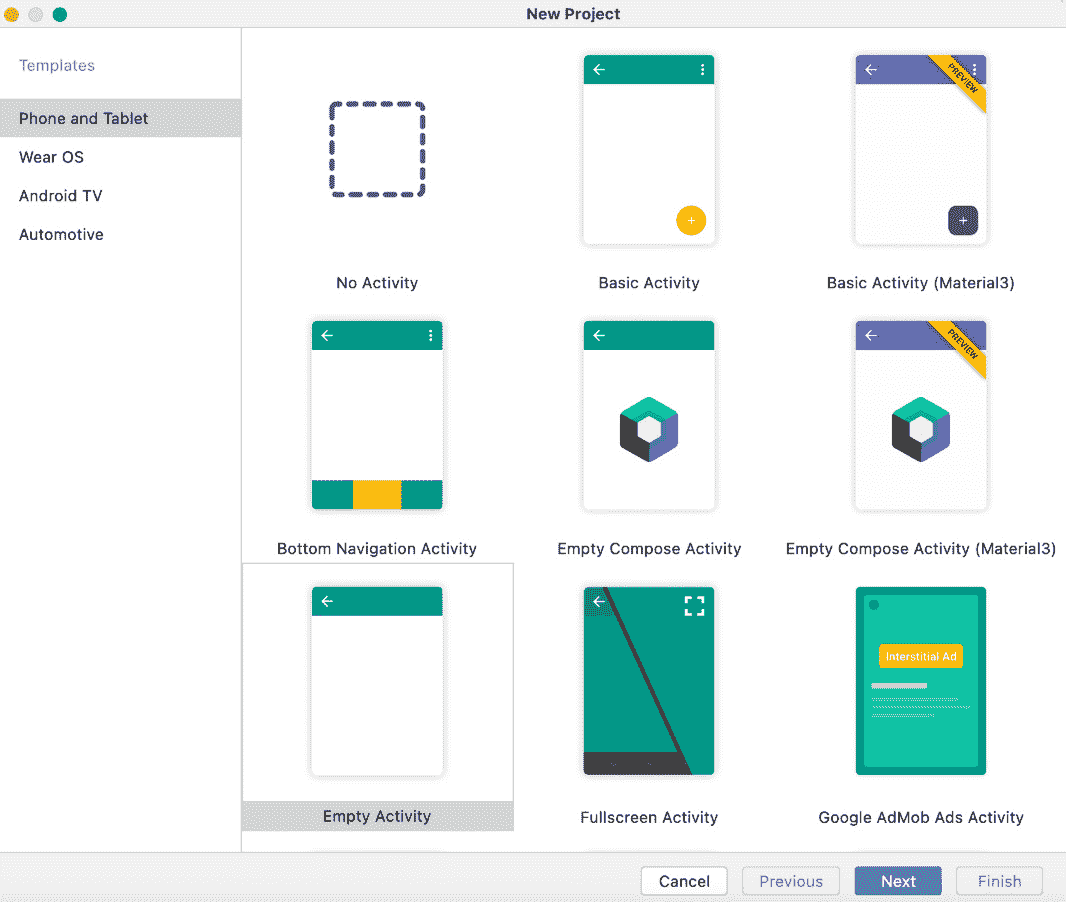 New Project
Templates
Phone and Tablet
Wear OS
Android TV
Automotive
No Activity
Basic Activity
PREVIEW
Basic Activity (Material3)
Bottom Navigation Activity
Empty Compose Activity
PREVIEW
Empty Compose Activity (Material3)
Empty Activity
Fullscreen Activity
Interstitial Ad
Google AdMob Ads Activity
Cancel
Previous
Next
Finish